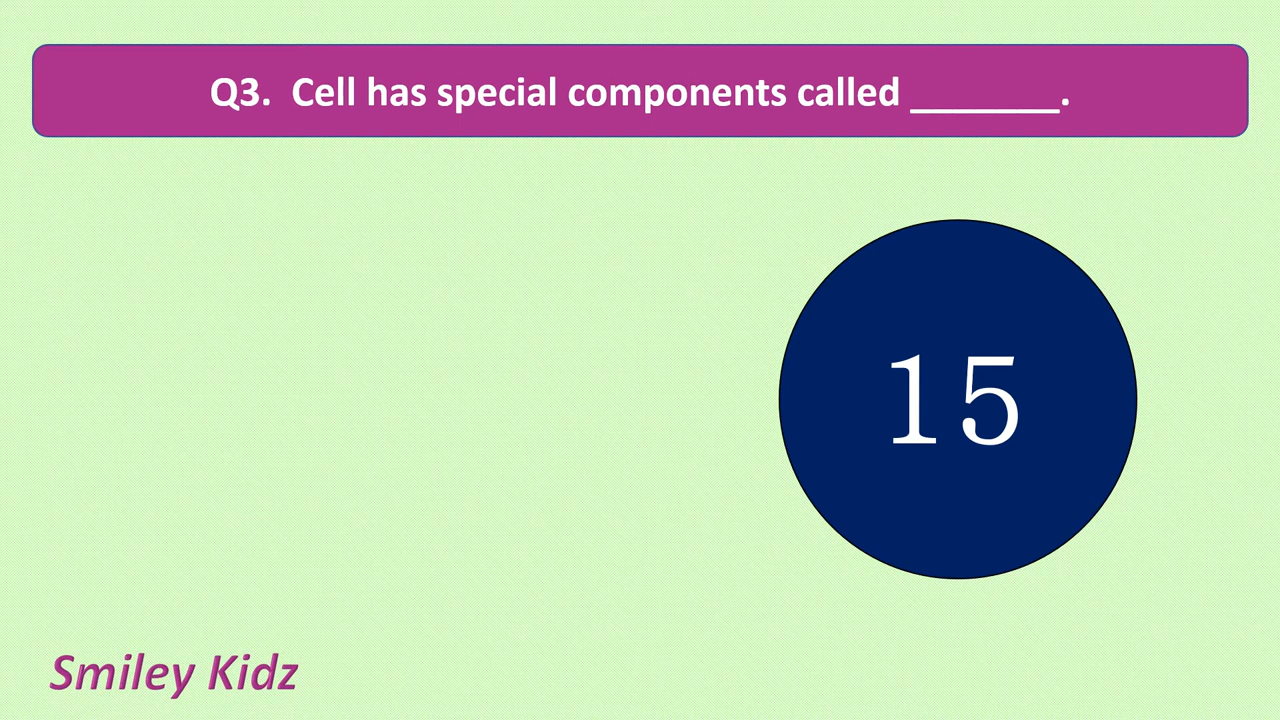 Q3. Cell has special components called _______.
15
Smiley Kidz